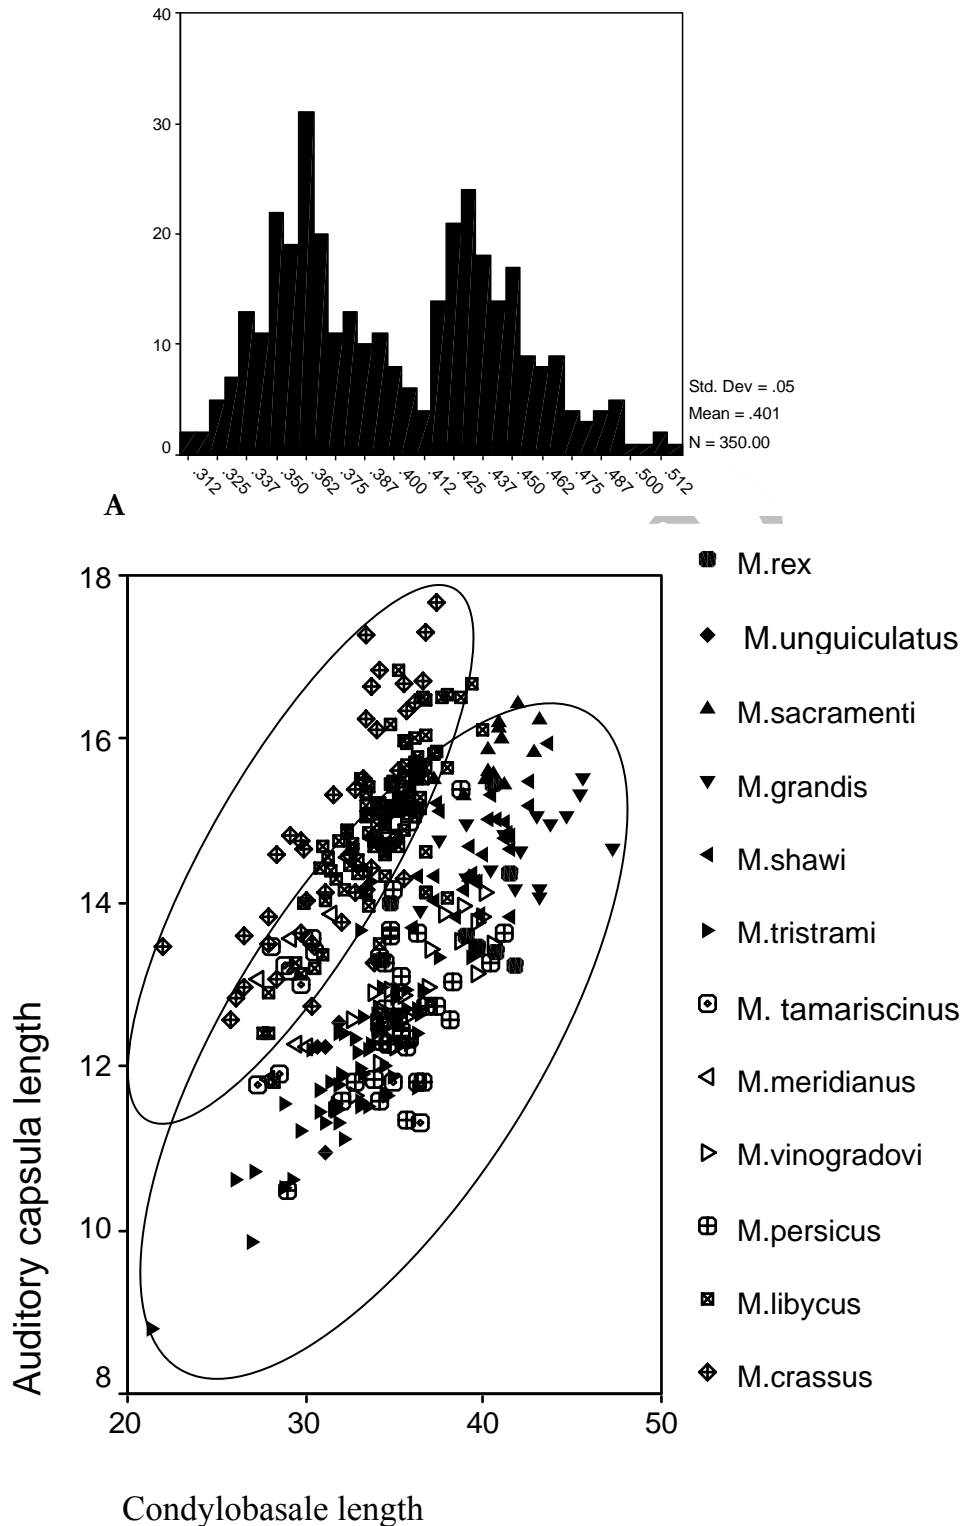 40
30
20
10
0
Std. Dev = .05
Mean = .401
N = 350.00
.312 .325 .337 .350 .362 .375 .387 .400 .412 .425 .437 .450 .462 .475 .487 .500 .512
A
18
16
14
12
10
8
Auditory capsula length
20 30 40 50
Condylobasale length
M.rex
M.unguiculatus
M.sacramenti
M.grandis
M.shawi
M.tristrami
M. tamariscinus
M.meridianus
M.vinogradovi
M.persicus
M.libycus
M.crassus